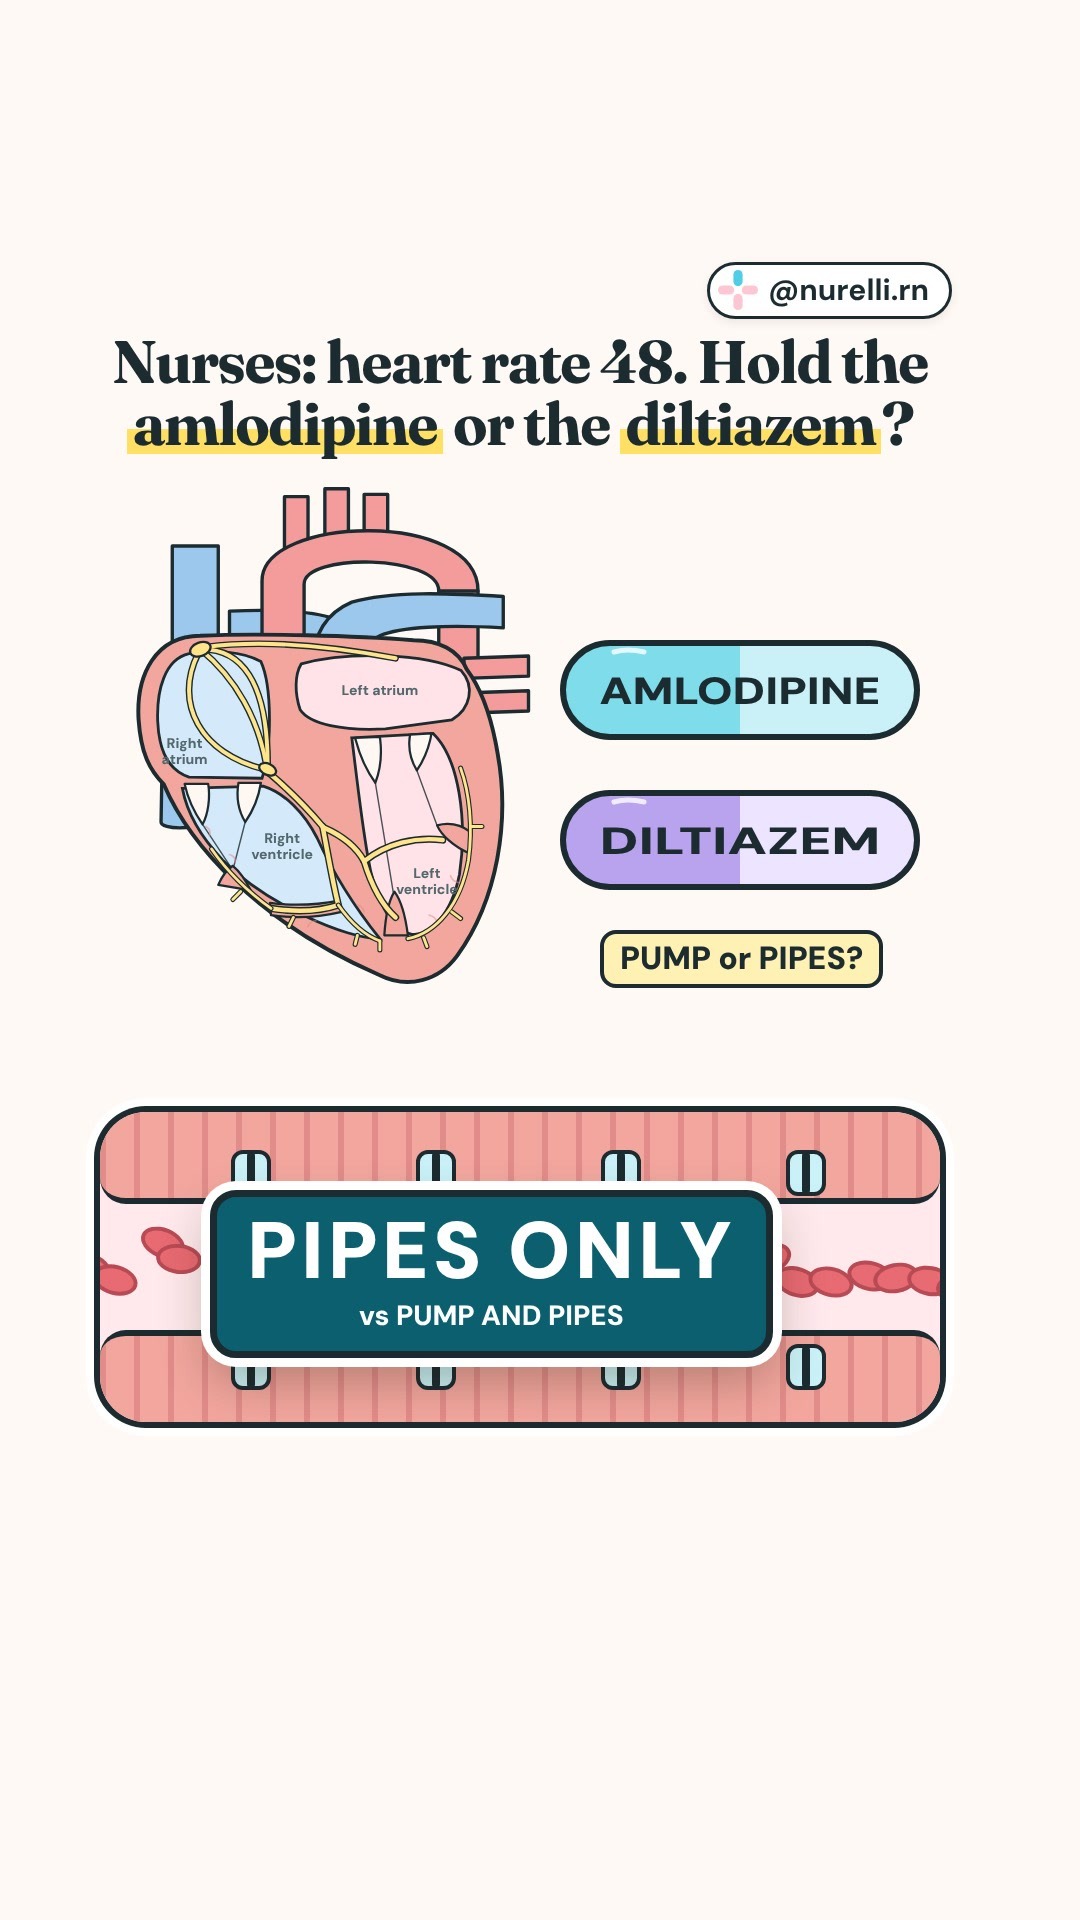 @nurelli.rn
Nurses: heart rate 48. Hold the
amlodipine or the diltiazem?
Left atrium
Right
atrium
Right
ventricle
Left
ventricle
AMLODIPINE
DILTIAZEM
PUMP or PIPES?
PIPES ONLY
vs PUMP AND PIPES